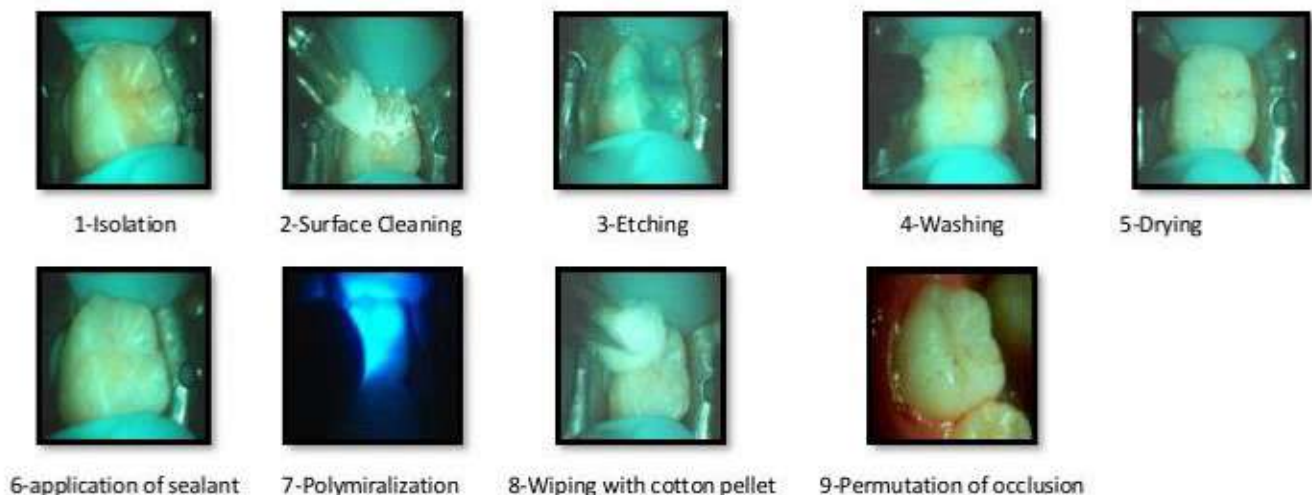 1-Isolation
2-Surface Cleaning
3-Etching
4-Washing
5-Drying
6-application of sealant
7-Polymiralization
8-Wiping with cotton pellet
9-Permutation of occlusion